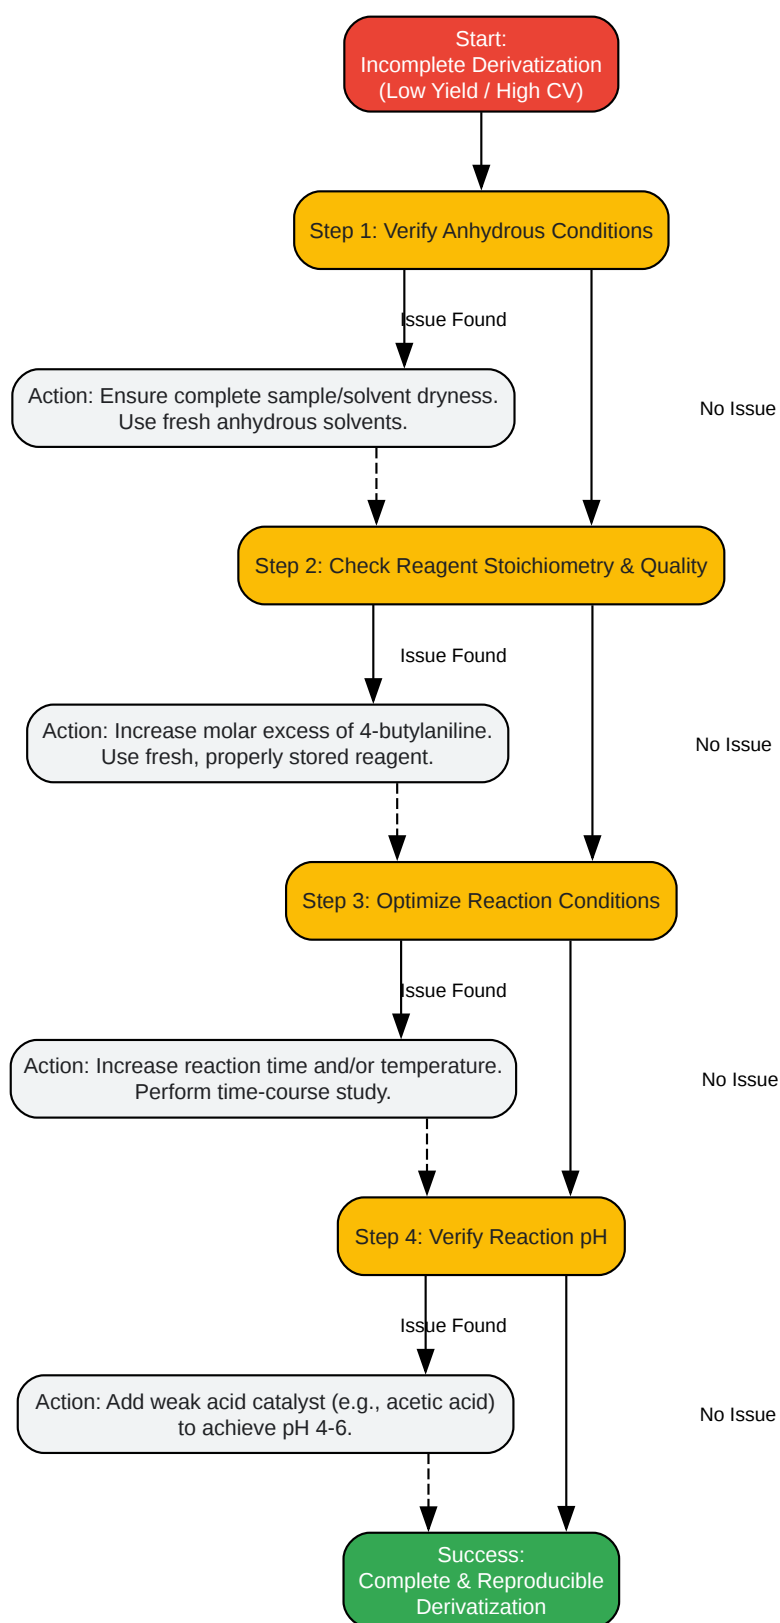 Start:
Incomplete Derivatization
(Low Yield / High CV)
Step 1: Verify Anhydrous Conditions
Issue Found
Action: Ensure complete sample/solvent dryness.
Use fresh anhydrous solvents.
No Issue
Step 2: Check Reagent Stoichiometry & Quality
Issue Found
Action: Increase molar excess of 4-butylaniline.
Use fresh, properly stored reagent.
No Issue
Step 3: Optimize Reaction Conditions
Issue Found
Action: Increase reaction time and/or temperature.
Perform time-course study.
No Issue
Step 4: Verify Reaction pH
Issue Found
Action: Add weak acid catalyst (e.g., acetic acid)
to achieve pH 4-6.
No Issue
Success:
Complete & Reproducible
Derivatization